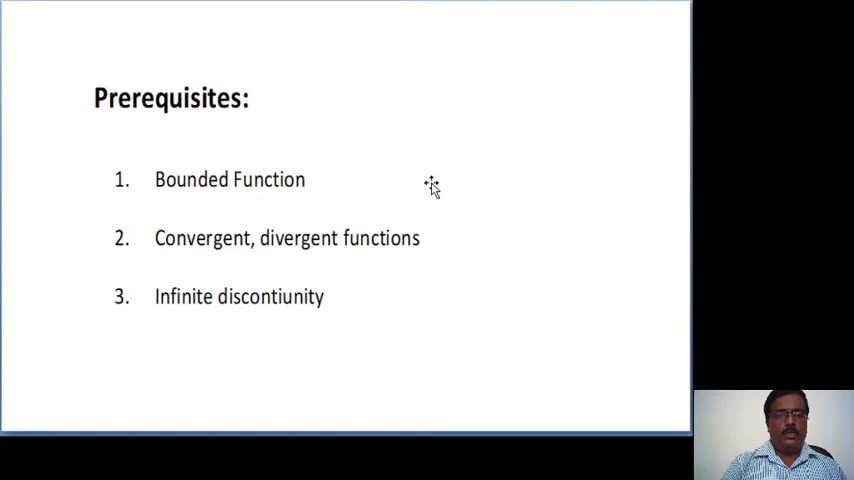 Prerequisites:
1. Bounded Function
2. Convergent, divergent functions
3. Infinite discontiunity